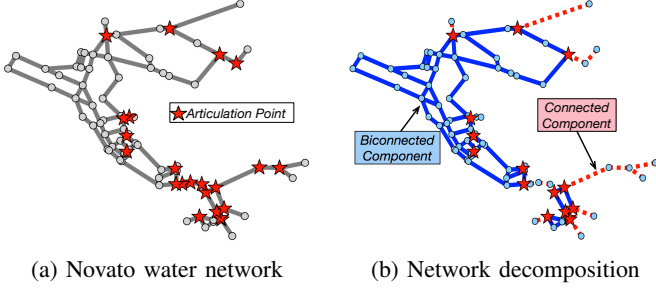 Articulation Point
Connected
Component
Biconnected
Component
(a) Novato water network
(b) Network decomposition